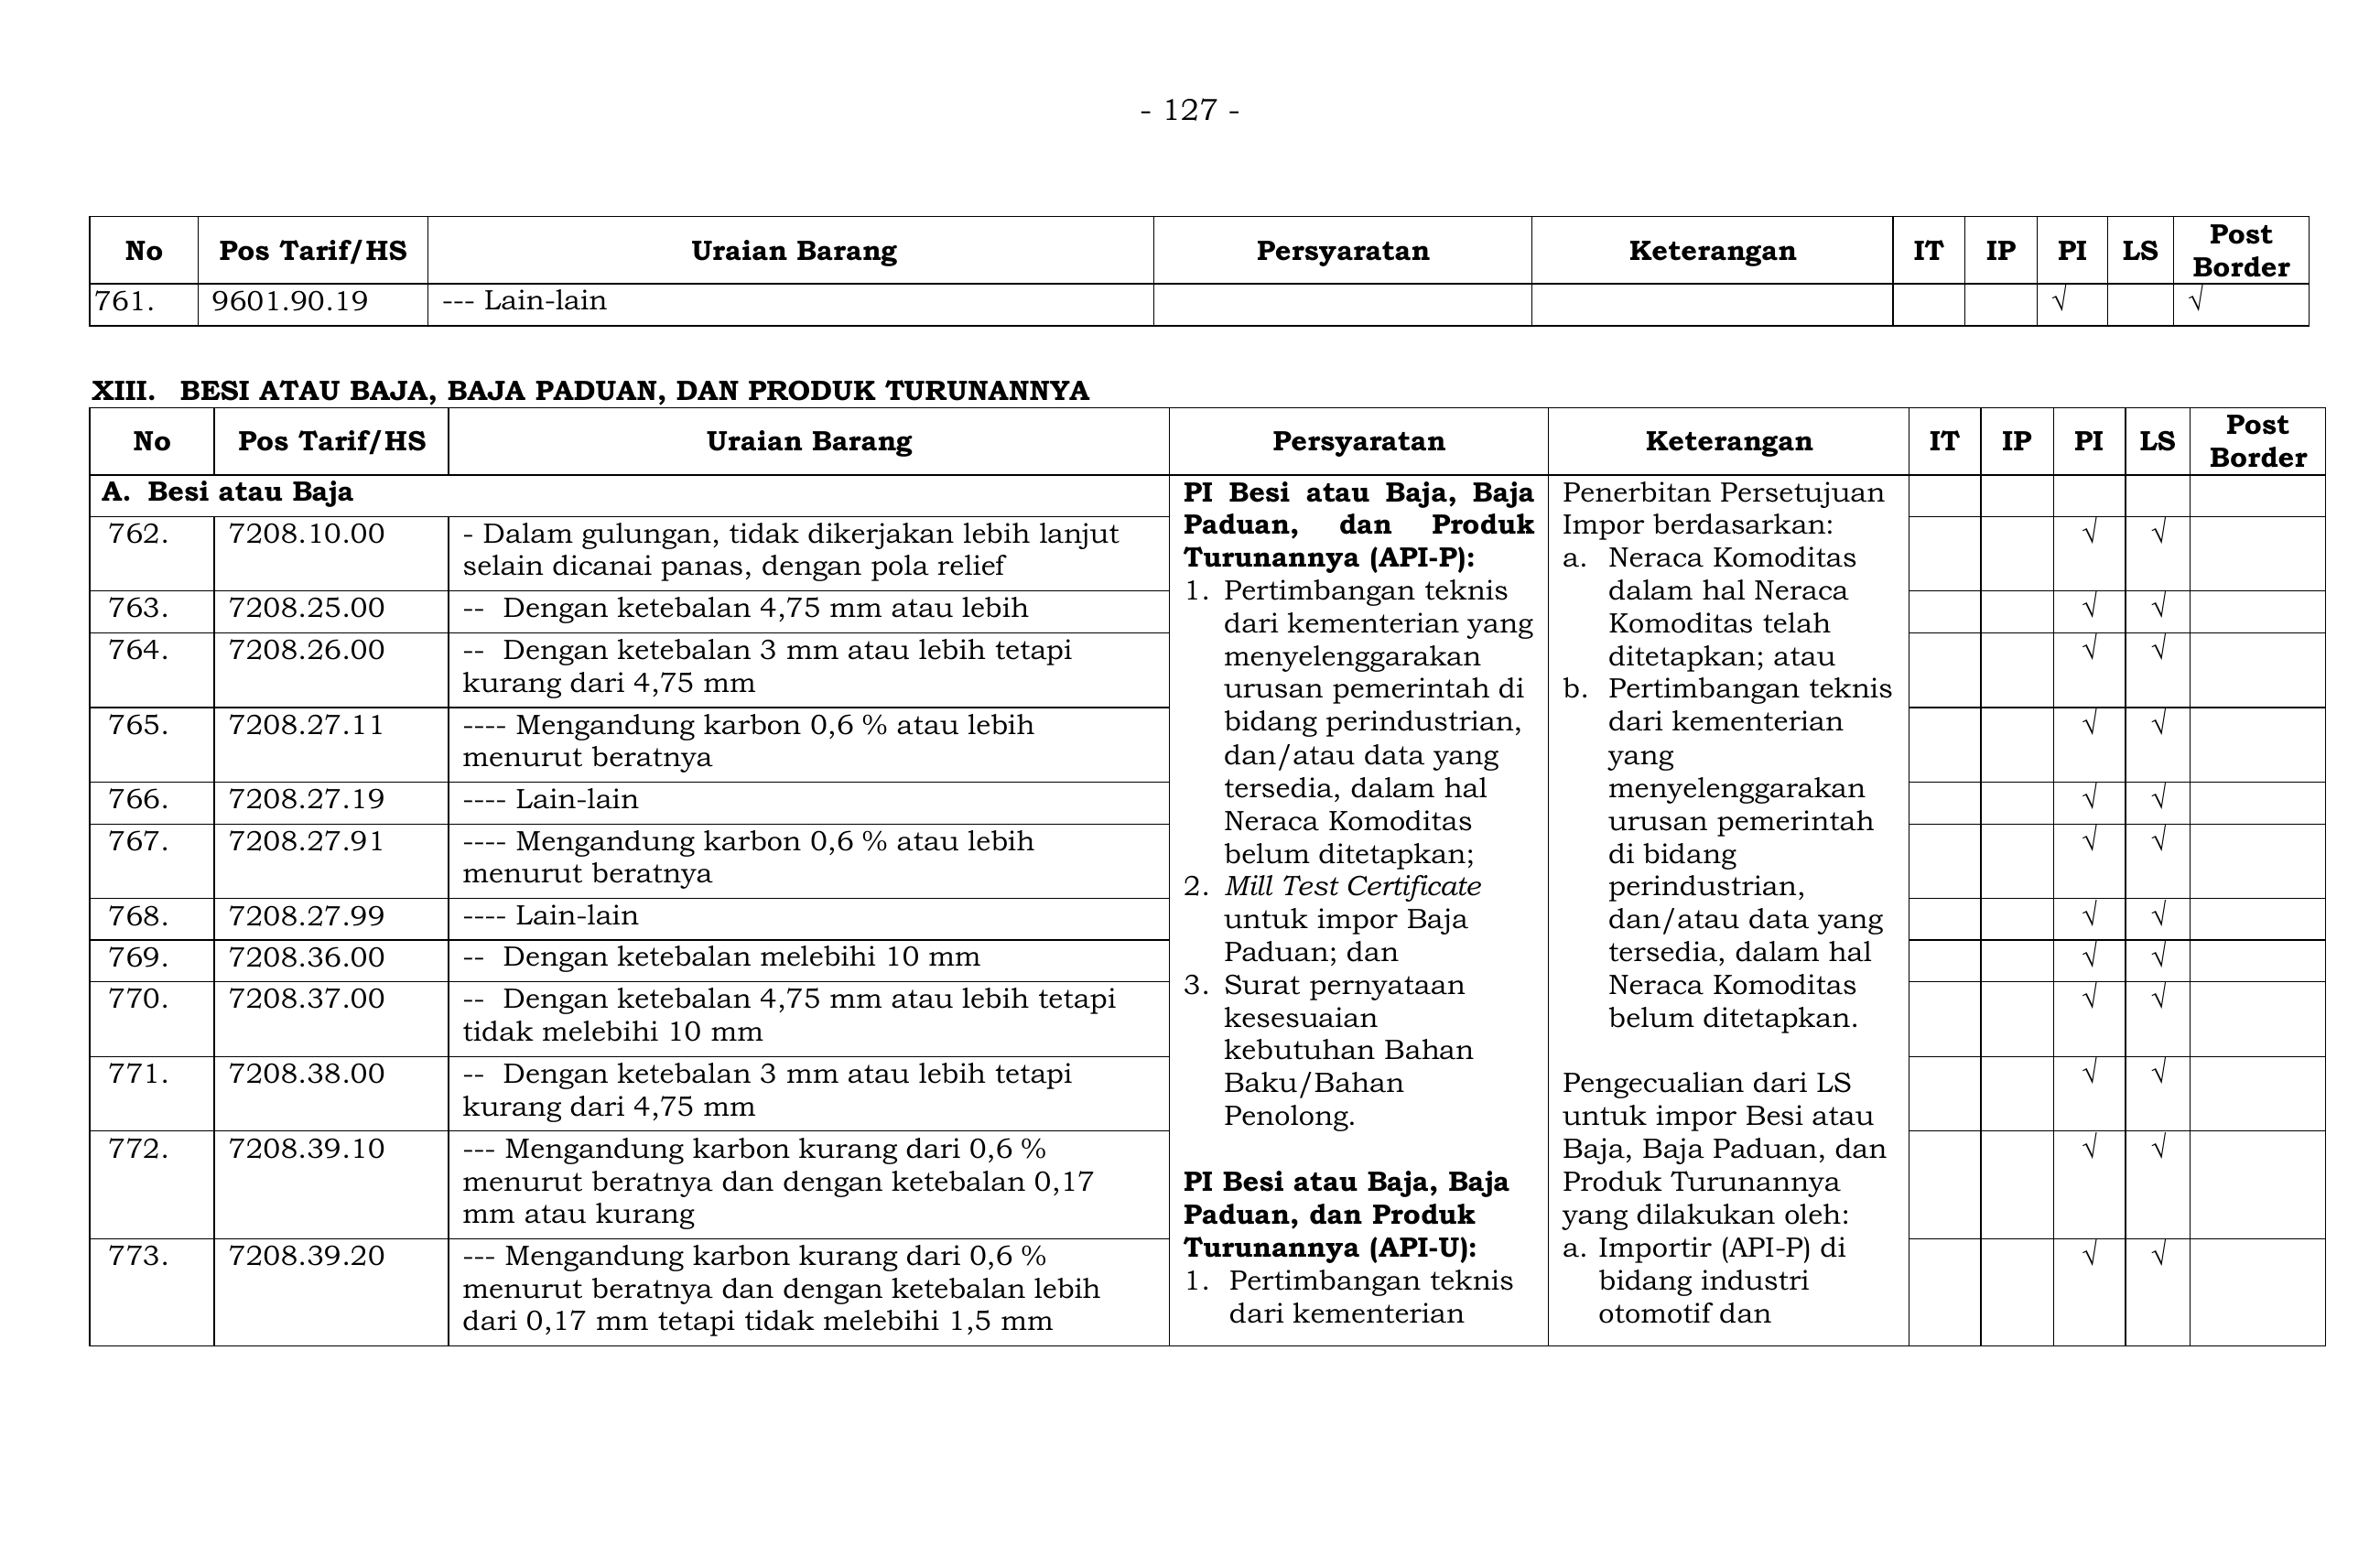 - 127 -
No Pos Tarif/HS Uraian Barang Persyaratan Keterangan IT IP PI LS Post Border
761. 9601.90.19 --- Lain-lain √ √
XIII. BESI ATAU BAJA, BAJA PADUAN, DAN PRODUK TURUNANNYA
No Pos Tarif/HS Uraian Barang Persyaratan Keterangan IT IP PI LS Post Border
A. Besi atau Baja
762. 7208.10.00 - Dalam gulungan, tidak dikerjakan lebih lanjut
selain dicanai panas, dengan pola relief
√ √
763. 7208.25.00 -- Dengan ketebalan 4,75 mm atau lebih √ √
764. 7208.26.00 -- Dengan ketebalan 3 mm atau lebih tetapi
kurang dari 4,75 mm
√ √
765. 7208.27.11 ---- Mengandung karbon 0,6 % atau lebih
menurut beratnya
√ √
766. 7208.27.19 ---- Lain-lain √ √
767. 7208.27.91 ---- Mengandung karbon 0,6 % atau lebih
menurut beratnya
√ √
768. 7208.27.99 ---- Lain-lain √ √
769. 7208.36.00 -- Dengan ketebalan melebihi 10 mm √ √
770. 7208.37.00 -- Dengan ketebalan 4,75 mm atau lebih tetapi
tidak melebihi 10 mm
√ √
771. 7208.38.00 -- Dengan ketebalan 3 mm atau lebih tetapi
kurang dari 4,75 mm
√ √
772. 7208.39.10 --- Mengandung karbon kurang dari 0,6 %
menurut beratnya dan dengan ketebalan 0,17
mm atau kurang
√ √
773. 7208.39.20 --- Mengandung karbon kurang dari 0,6 %
menurut beratnya dan dengan ketebalan lebih
dari 0,17 mm tetapi tidak melebihi 1,5 mm
√ √
PI Besi atau Baja, Baja
Paduan, dan Produk
Turunannya (API-P):
1. Pertimbangan teknis
dari kementerian yang
menyelenggarakan
urusan pemerintah di
bidang perindustrian,
dan/atau data yang
tersedia, dalam hal
Neraca Komoditas
belum ditetapkan;
2. Mill Test Certificate
untuk impor Baja
Paduan; dan
3. Surat pernyataan
kesesuaian
kebutuhan Bahan
Baku/Bahan
Penolong.
PI Besi atau Baja, Baja
Paduan, dan Produk
Turunannya (API-U):
1. Pertimbangan teknis
dari kementerian
Penerbitan Persetujuan
Impor berdasarkan:
a. Neraca Komoditas
dalam hal Neraca
Komoditas telah
ditetapkan; atau
b. Pertimbangan teknis
dari kementerian
yang
menyelenggarakan
urusan pemerintah
di bidang
perindustrian,
dan/atau data yang
tersedia, dalam hal
Neraca Komoditas
belum ditetapkan.
Pengecualian dari LS
untuk impor Besi atau
Baja, Baja Paduan, dan
Produk Turunannya
yang dilakukan oleh:
a. Importir (API-P) di
bidang industri
otomotif dan